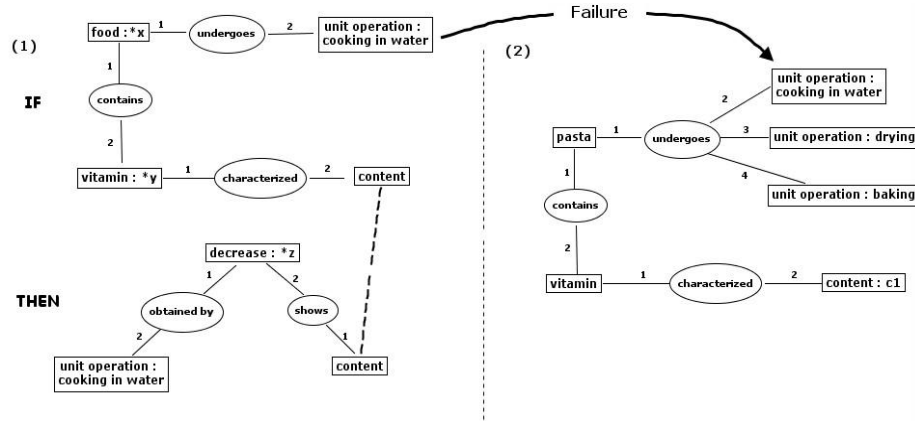 Failure
(1)
food : *x
1
undergoes
2
unit operation :
cooking in water
1
IF
contains
2
vitamin : *y
1
characterized
2
content
decrease : *z
1
2
THEN
obtained by
shows
2
1
unit operation :
cooking in water
content
(2)
unit operation :
cooking in water
2
pasta
1
undergoes
3
unit operation : drying
4
unit operation : baking
1
contains
2
vitamin
1
characterized
2
content : c1